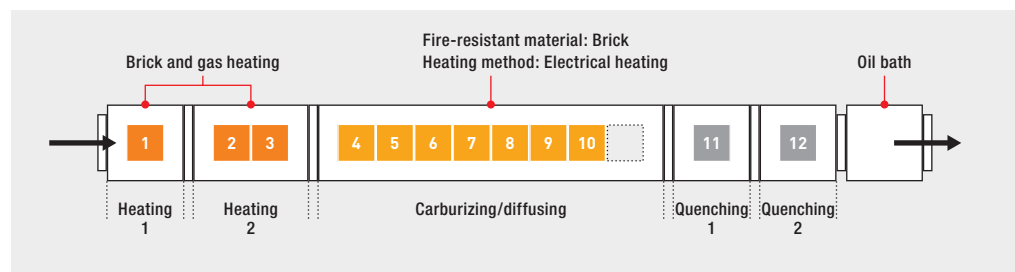 Fire-resistant material: Brick
Brick and gas heating
Heating method: Electrical heating
Oil bath
1
2
3
4
5
6
7
8
9
10
11
12
Heating
1
Heating
2
Carburizing/diffusing
Quenching
1
Quenching
2